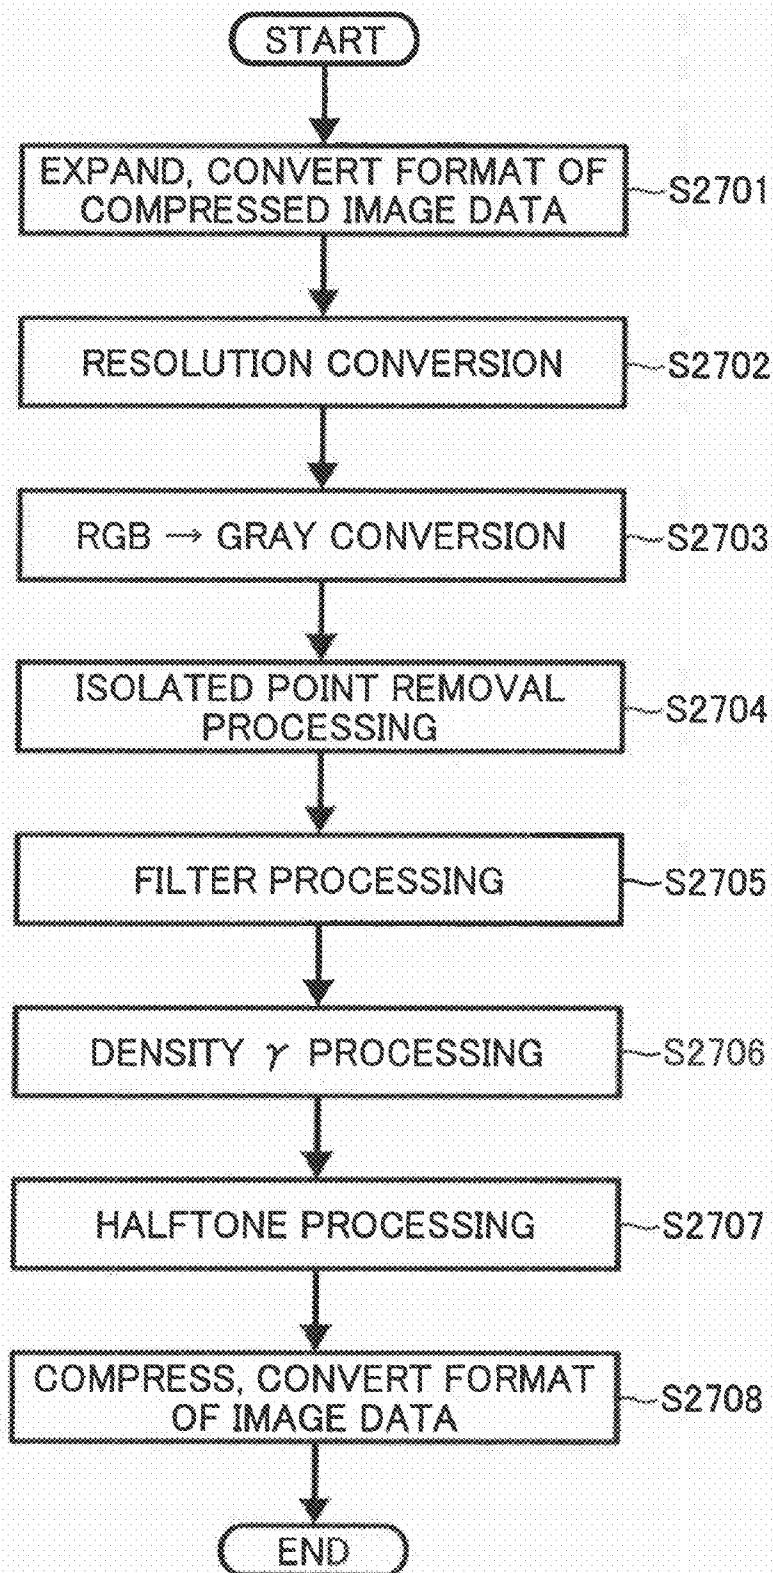 START
EXPAND, CONVERT FORMAT OF
COMPRESSED IMAGE DATA
S2701
RESOLUTION CONVERSION
S2702
RGB → GRAY CONVERSION
S2703
ISOLATED POINT REMOVAL
PROCESSING
S2704
FILTER PROCESSING
S2705
DENSITY γ PROCESSING
S2706
HALFTONE PROCESSING
S2707
COMPRESS, CONVERT FORMAT
OF IMAGE DATA
S2708
END